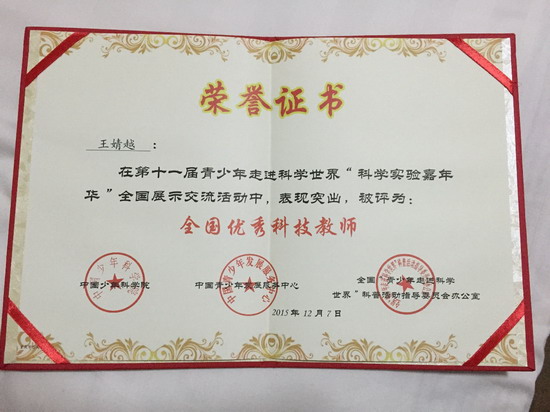 荣誉证书
王婧越：
在第十一届青少年走进科学世界“科学实验嘉年
华”全国展示交流活动中，表现突出，被评为：
全国优秀科技教师
中国少年科学院
中国青少年发展服务中心
全国“青少年走进科学
世界”科普活动指导委员会办公室
2015年12月7日